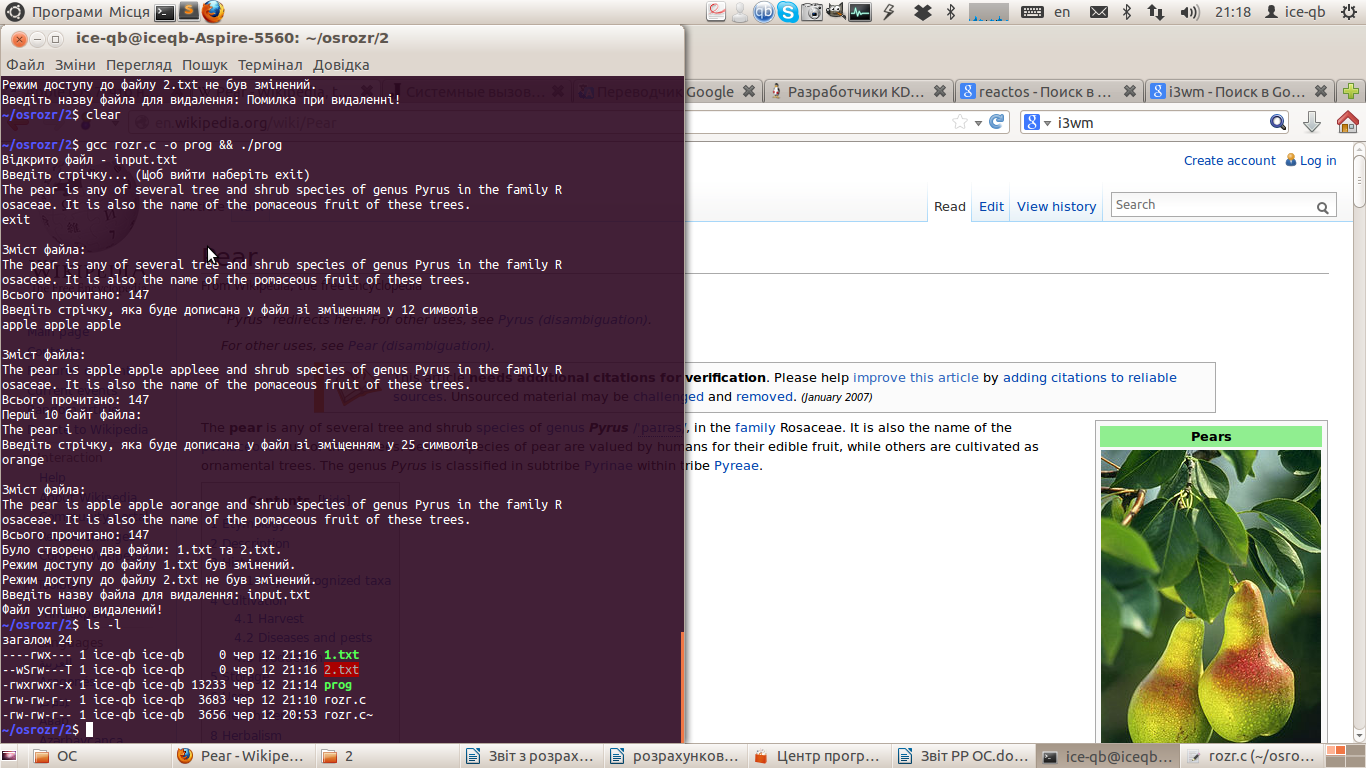 Програми Місця
en
21:18
ice-qb
ice-qb@iceqb-Aspire-5560: ~/osrozr/2
Файл Зміни Перегляд Пошук Термінал Довідка
Режим доступу до файлу 2.txt не був змінений.
Введіть назву файла для видалення: Помилка при видаленні!
~/osrozr/2$ clear
~/osrozr/2$ gcc rozr.c -o prog && ./prog
Відкрито файл - input.txt
Введіть стрічку... (Щоб вийти наберіть exit)
The pear is any of several tree and shrub species of genus Pyrus in the family R
osaceae. It is also the name of the pomaceous fruit of these trees.
exit
Зміст файла:
The pear is any of several tree and shrub species of genus Pyrus in the family R
osaceae. It is also the name of the pomaceous fruit of these trees.
Всього прочитано: 147
Введіть стрічку, яка буде дописана у файл зі зміщенням у 12 символів
apple apple apple
Зміст файла:
The pear is apple apple appleee and shrub species of genus Pyrus in the family R
osaceae. It is also the name of the pomaceous fruit of these trees.
Всього прочитано: 147
Перші 10 байт файла:
The pear i
Введіть стрічку, яка буде дописана у файл зі зміщенням у 25 символів
orange
Зміст файла:
The pear is apple apple aorange and shrub species of genus Pyrus in the family R
osaceae. It is also the name of the pomaceous fruit of these trees.
Всього прочитано: 147
Було створено два файли: 1.txt та 2.txt.
Режим доступу до файлу 1.txt був змінений.
Режим доступу до файлу 2.txt не був змінений.
Введіть назву файла для видалення: input.txt
Файл успішно видалений!
~/osrozr/2$ ls -l
загалом 24
----rwx--- 1 ice-qb ice-qb     0 чер 12 21:16 1.txt
--wSrw---T 1 ice-qb ice-qb     0 чер 12 21:16 2.txt
-rwxrwxr-x 1 ice-qb ice-qb 13233 чер 12 21:14 prog
-rw-rw-r-- 1 ice-qb ice-qb  3683 чер 12 21:10 rozr.c
-rw-rw-r-- 1 ice-qb ice-qb  3656 чер 12 20:53 rozr.c~
~/osrozr/2$
Системные вызов... Переводчик Google Разработчики KD... reactos - Поиск в ... i3wm - Поиск в Go...
en.wikipedia.org/wiki/Pear
i3wm
Create account Log in
Read Edit View history Search
From Wikipedia, the free encyclopedia
"Pyrus" redirects here. For other uses, see Pyrus (disambiguation).
For other uses, see Pear (disambiguation).
needs additional citations for verification. Please help improve this article by adding citations to reliable
sources. Unsourced material may be challenged and removed. (January 2007)
The pear is any of several tree and shrub species of genus Pyrus in the family Rosaceae. It is also the name of the
species of pear are valued by humans for their edible fruit, while others are cultivated as
ornamental trees. The genus Pyrus is classified in subtribe Pyrinae within tribe Pyreae.
Pears
4 Cultivation
4.1 Harvest
4.2 Diseases and pests
8 Herbalism
ОС
Pear - Wikipe...
2
Звіт з розрах...
розрахунков...
Центр прогр...
Звіт РР ОС.do...
ice-qb@iceqb...
rozr.c (~/osro...